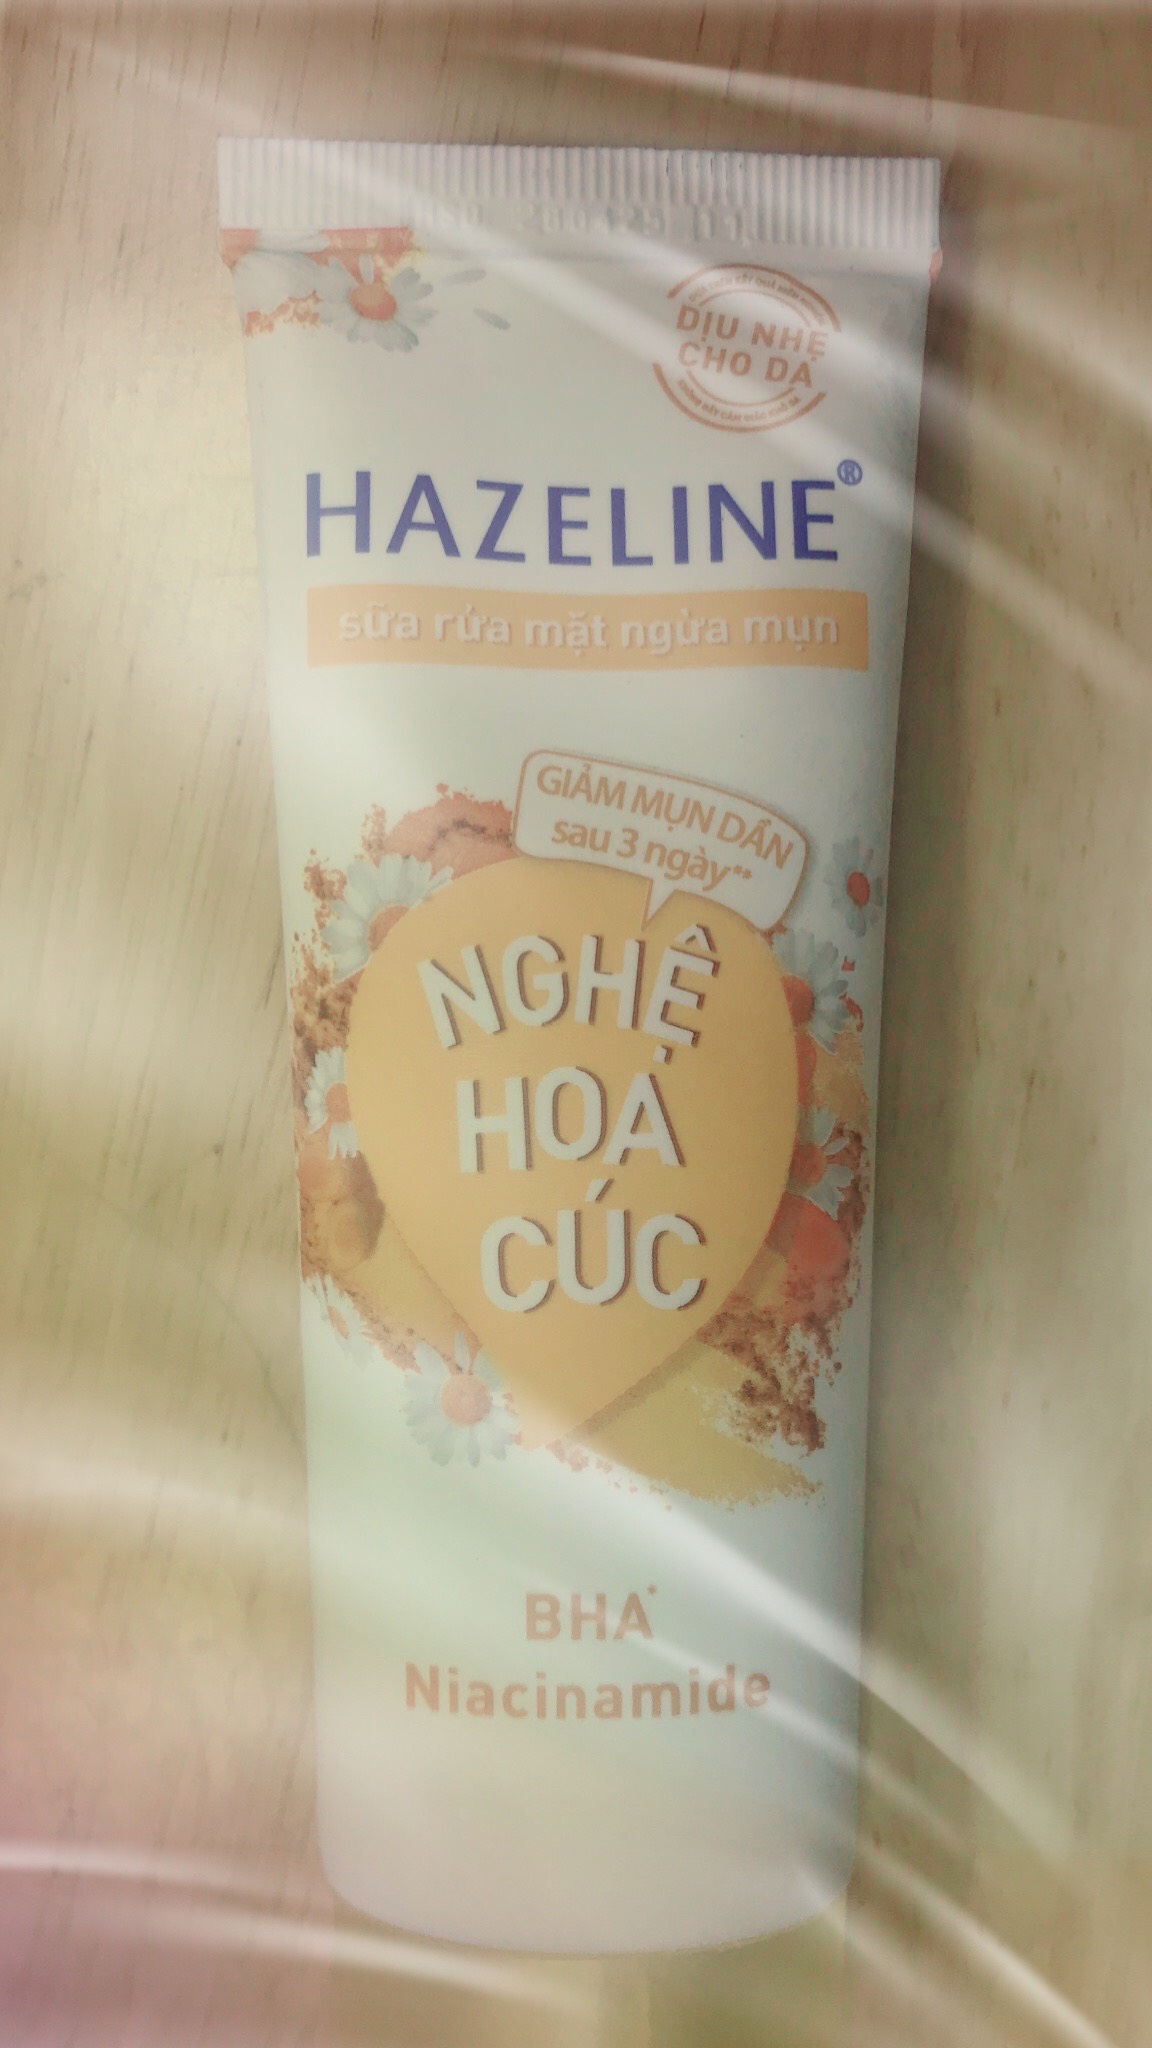 DỊU NHẸ
CHO DA
HAZELINE®
sữa rửa mặt ngừa mụn
GIẢM MỤN DẦN
sau 3 ngày**
NGHỆ
HOA
CÚC
BHA*
Niacinamide